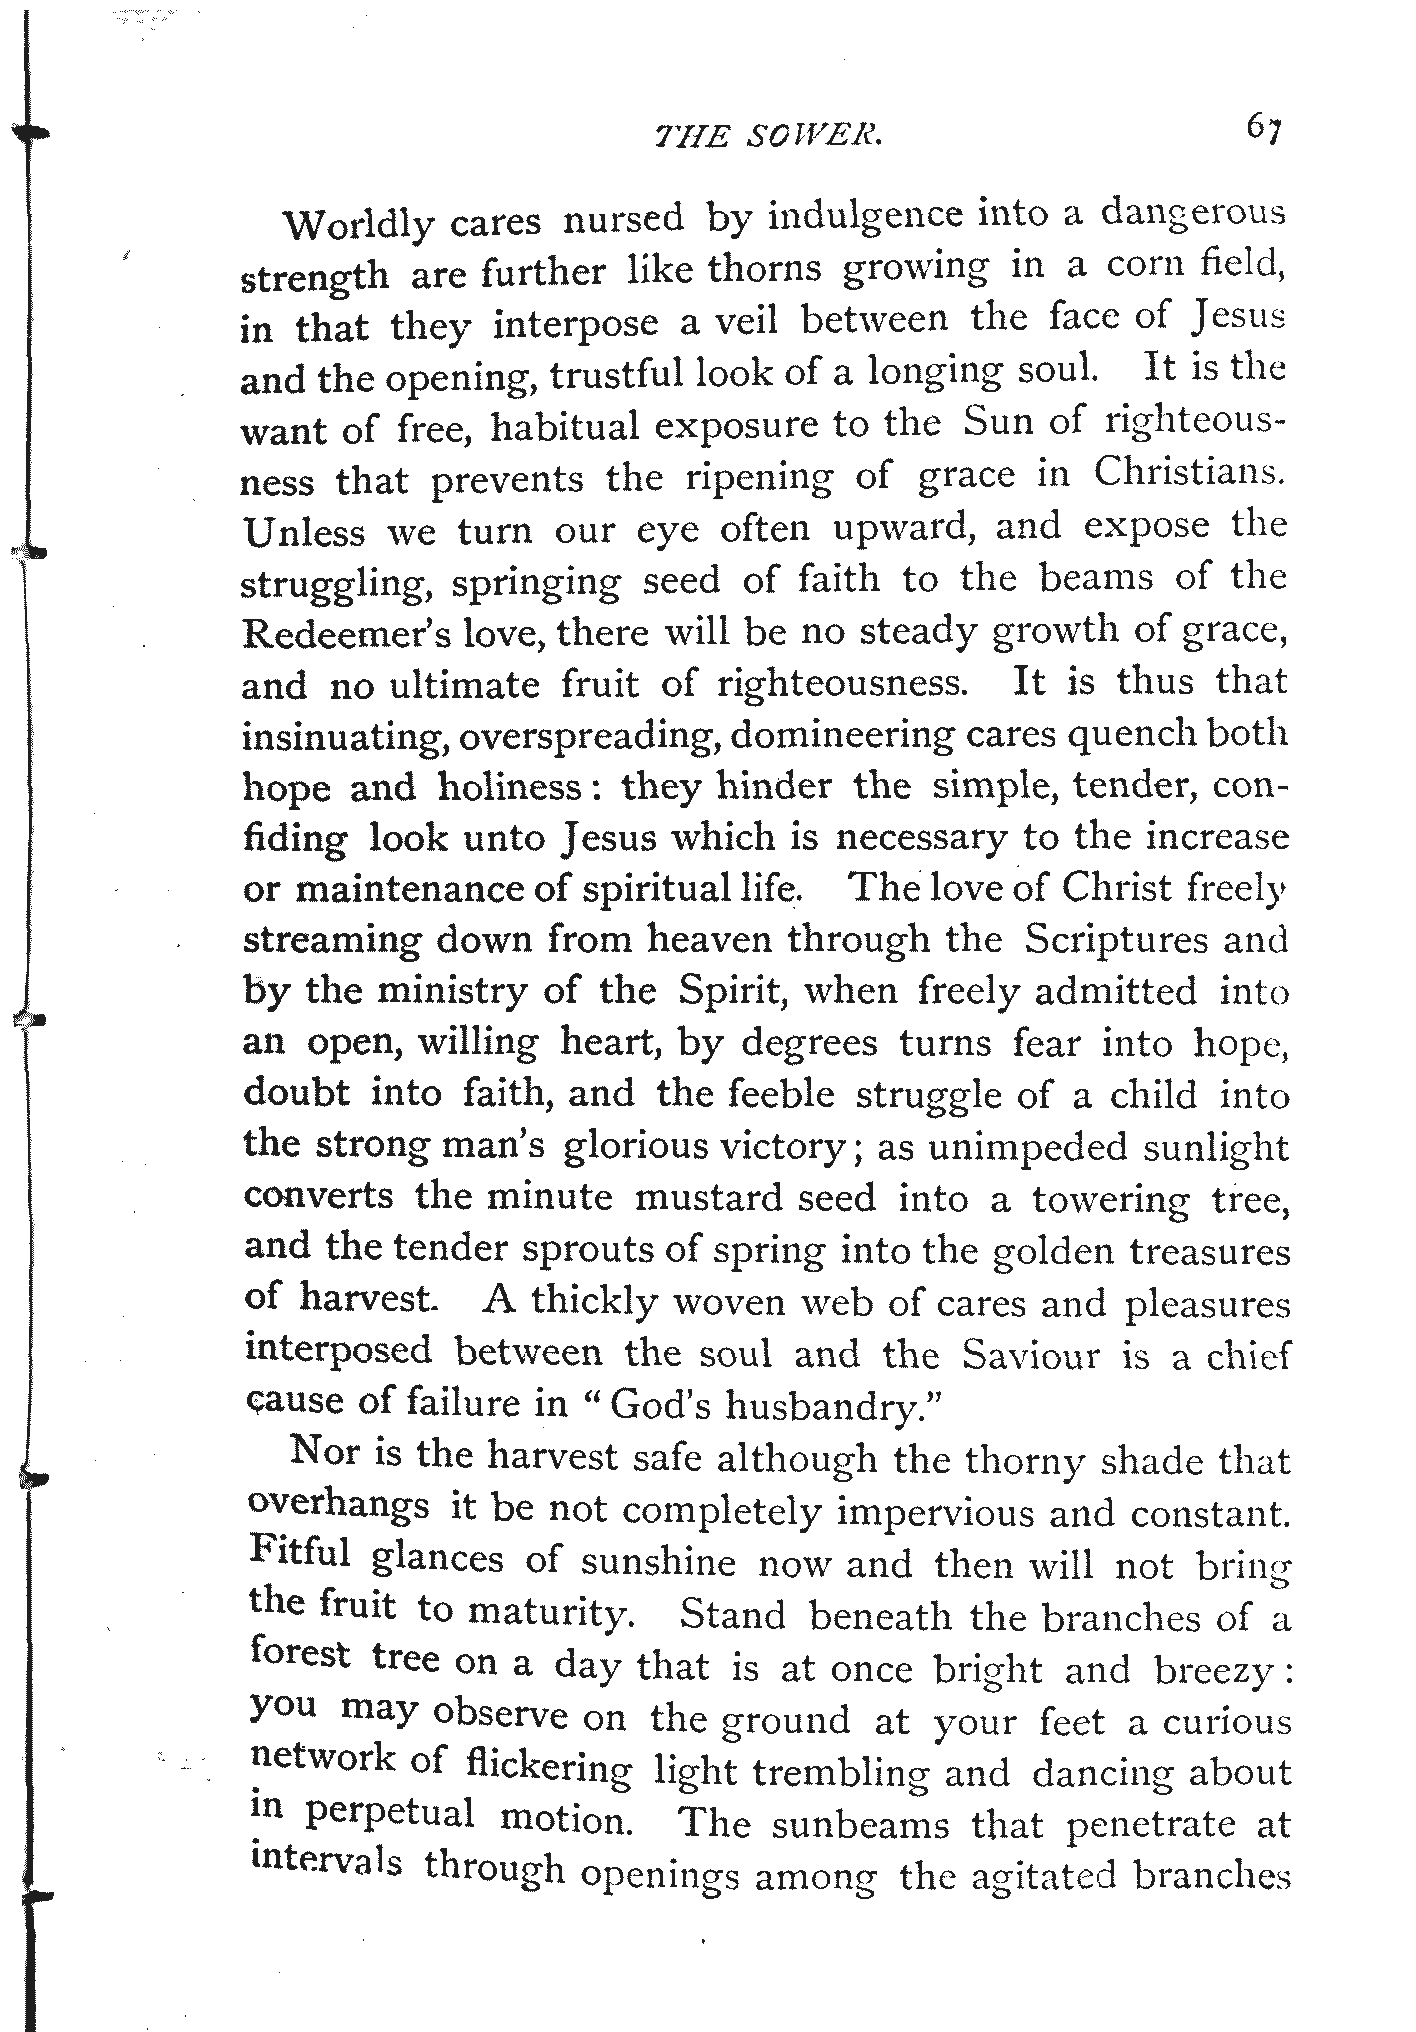 THE SOWER. 67
Worldly cares nursed by indulgence into a dangerous
strength are further like thorns growing in a corn field,
in that they interpose a veil between the face of Jesus
and the opening, trustful look of a longing soul. It is the
want of free, habitual exposure to the Sun of righteous-
ness that prevents the ripening of grace in Christians.
Unless we turn our eye often upward, and expose the
struggling, springing seed of faith to the beams of the
Redeemer's love, there will be no steady growth of grace,
and no ultimate fruit of righteousness. It is thus that
insinuating, overspreading, domineering cares quench both
hope and holiness : they hinder the simple, tender, con-
fiding look unto Jesus which is necessary to the increase
or maintenance of spiritual life. The love of Christ freely
streaming down from heaven through the Scriptures and
by the ministry of the Spirit, when freely admitted into
an open, willing heart, by degrees turns fear into hope,
doubt into faith, and the feeble struggle of a child into
the strong man's glorious victory ; as unimpeded sunlight
converts the minute mustard seed into a towering tree,
and the tender sprouts of spring into the golden treasures
of harvest. A thickly woven web of cares and pleasures
interposed between the soul and the Saviour is a chief
cause of failure in " God's husbandry."
Nor is the harvest safe although the thorny shade that
overhangs it be not completely impervious and constant.
Fitful glances of sunshine now and then will not bring
the fruit to maturity. Stand beneath the branches of a
forest tree on a day that is at once bright and breezy :
you may observe on the ground at your feet a curious
network of flickering light trembling and dancing about
in perpetual motion. The sunbeams that penetrate at
intervals through openings among the agitated branches